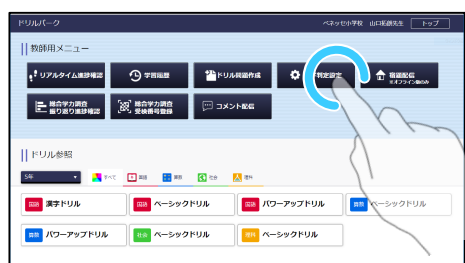 ドリルパーク
ベネッセ小学校 山口拓朗先生 トップ
教師用メニュー
リアルタイム進捗確認
学習履歴
ドリル問題作成
判定設定
宿題配信
※オフライン版のみ
総合学力調査
振り返り進捗確認
総合学力調査
受検番号登録
コメント配信
ドリル参照
5年 すべて 国語 算数 社会 理科
国語 漢字ドリル
国語 ベーシックドリル
国語 パワーアップドリル
算数 ベーシックドリル
算数 パワーアップドリル
社会 ベーシックドリル
理科 ベーシックドリル